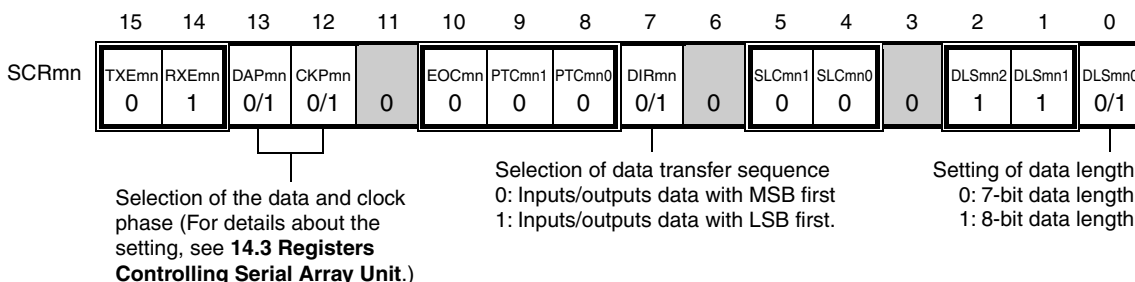 15 14 13 12 11 10 9 8 7 6 5 4 3 2 1 0
SCRmn TXEmn RXEmn DAPmn CKPmn EOCmn PTCmn1 PTCmn0 DIRmn SLCmn1 SLCmn0 DLSmn2 DLSmn1 DLSmn0
0 1 0/1 0/1 0 0 0 0 0/1 0 0 0 0 1 1 0/1
Selection of the data and clock
phase (For details about the
setting, see 14.3 Registers
Controlling Serial Array Unit.)
Selection of data transfer sequence
0: Inputs/outputs data with MSB first
1: Inputs/outputs data with LSB first.
Setting of data length
0: 7-bit data length
1: 8-bit data length